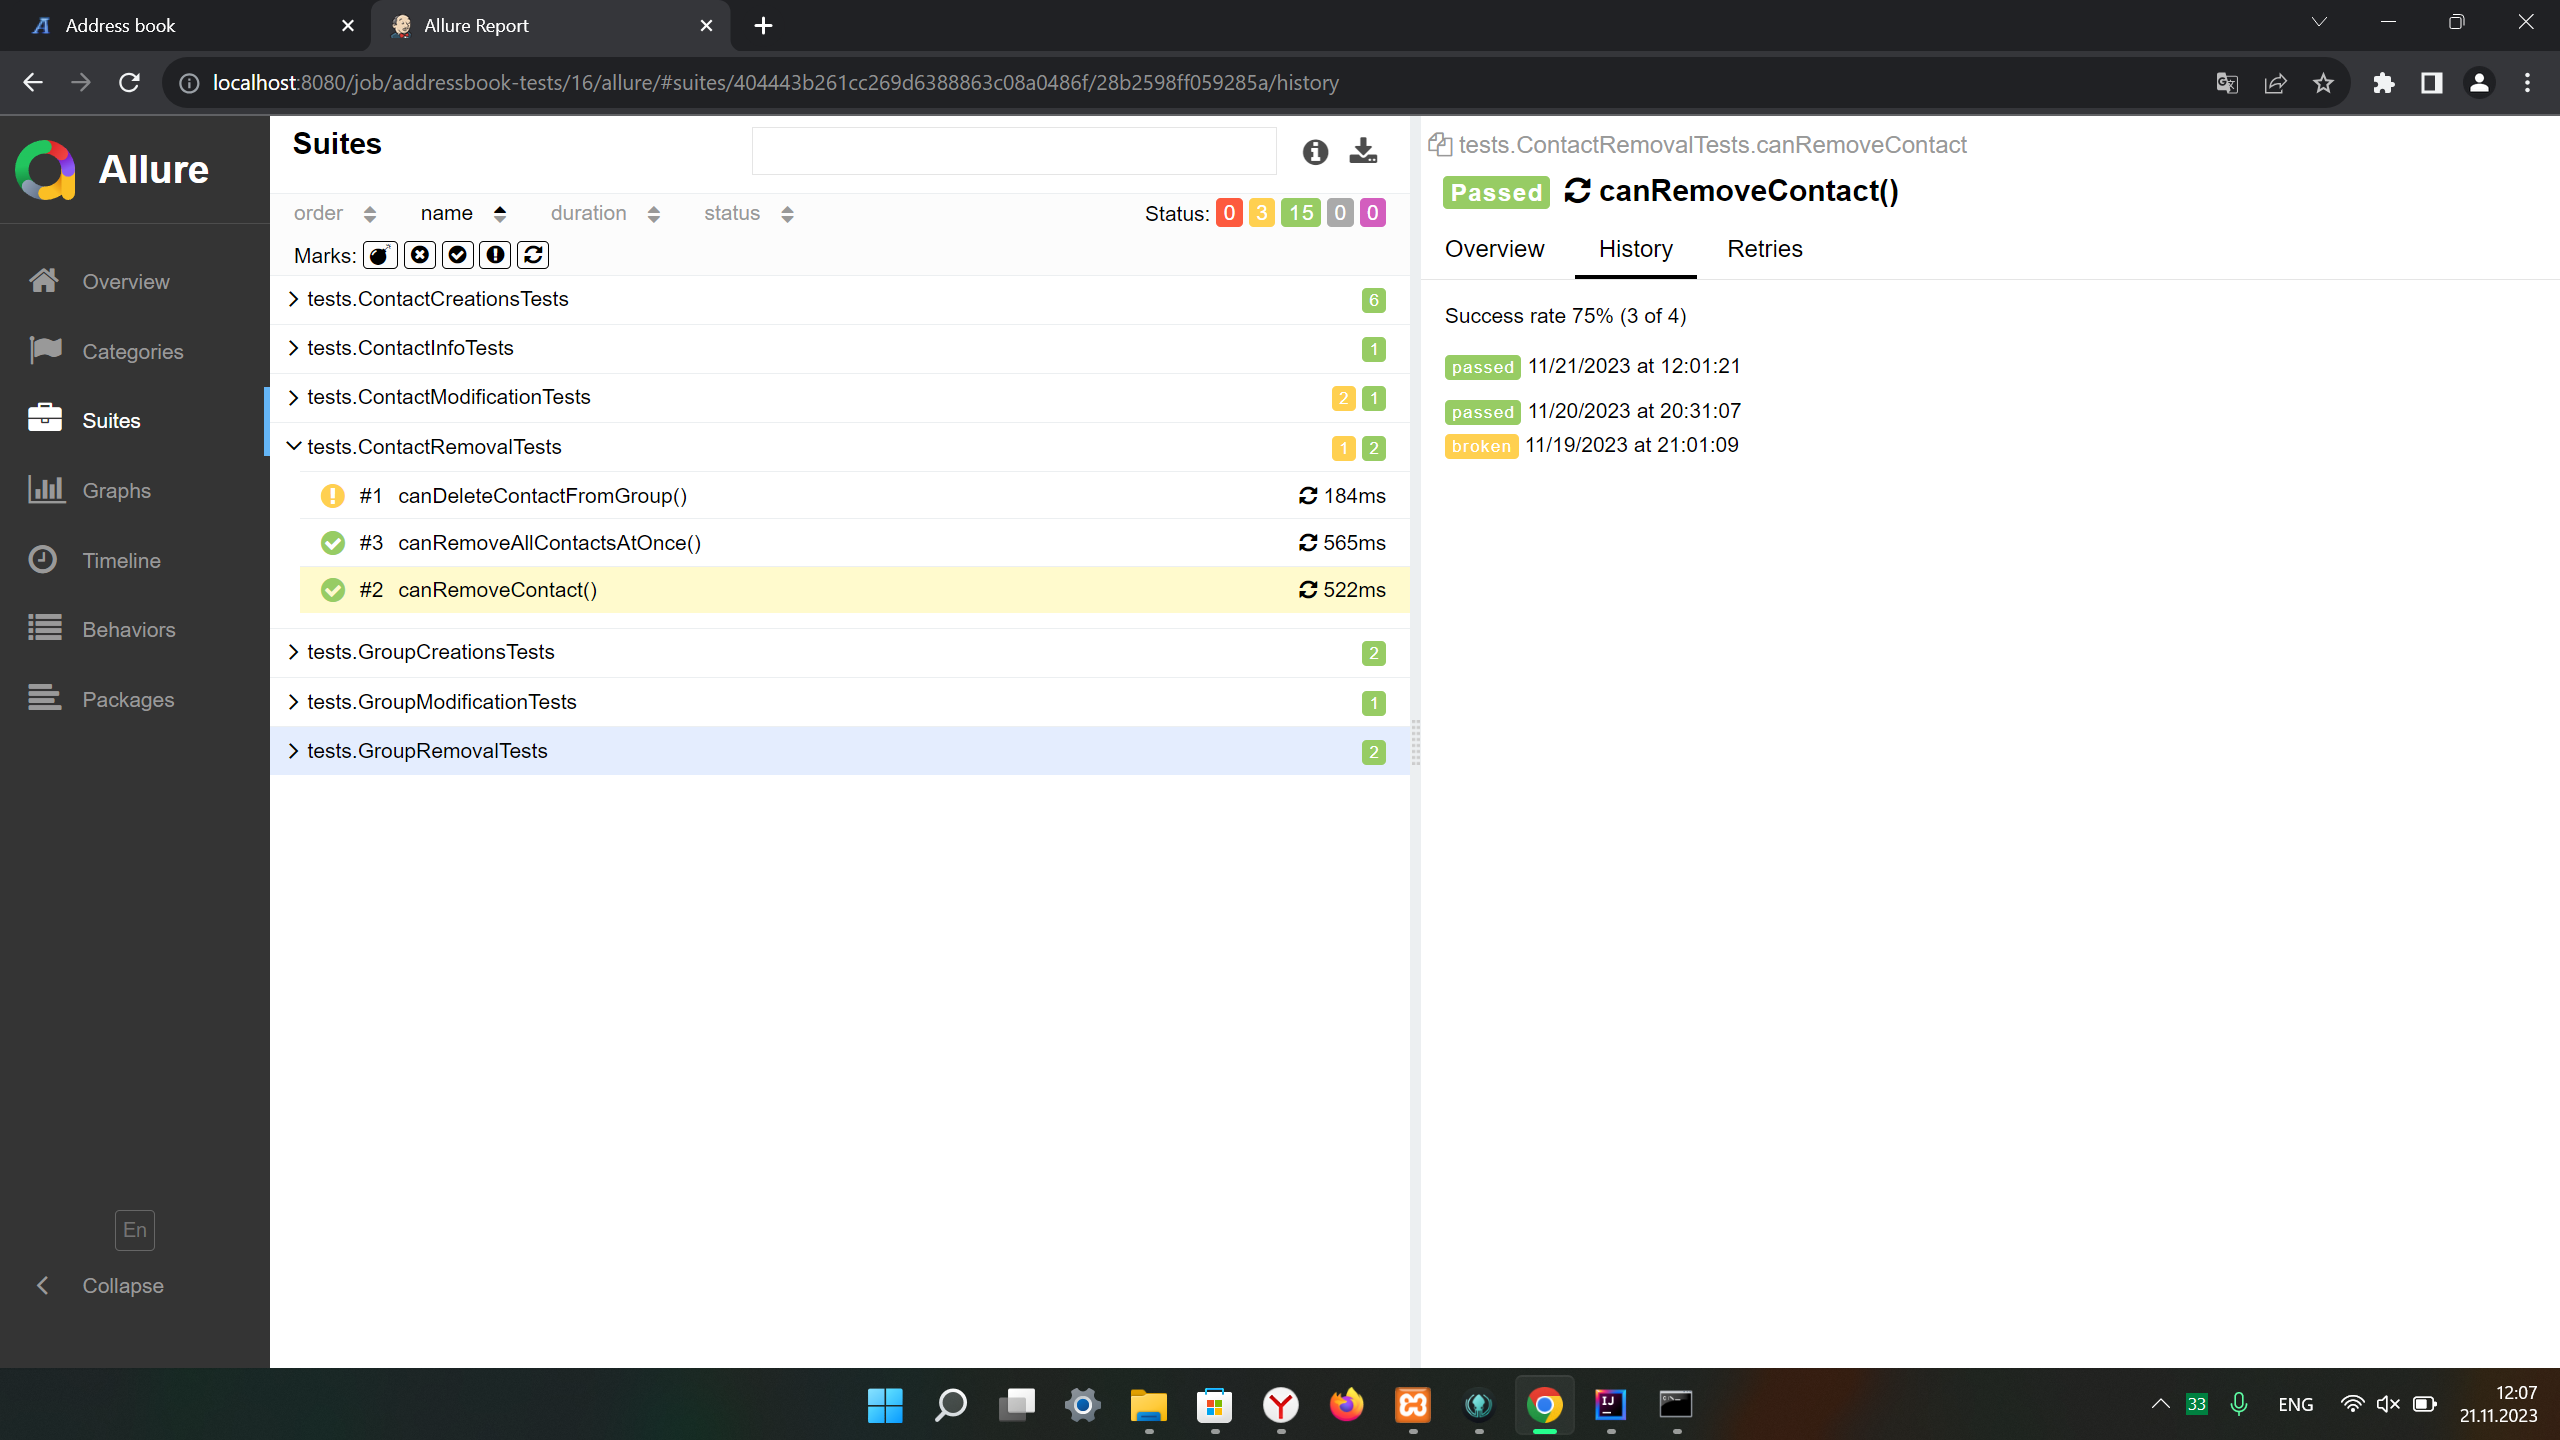 Address book
Allure Report
localhost:8080/job/addressbook-tests/16/allure/#suites/404443b261cc269d6388863c08a0486f/28b2598ff059285a/history
Allure
Overview
Categories
Suites
Graphs
Timeline
Behaviors
Packages
En
Collapse
Suites
order name duration status
Status: 0 3 15 0 0
Marks:
tests.ContactCreationsTests 6
tests.ContactInfoTests 1
tests.ContactModificationTests 2 1
tests.ContactRemovalTests 1 2
#1 canDeleteContactFromGroup() 184ms
#3 canRemoveAllContactsAtOnce() 565ms
#2 canRemoveContact() 522ms
tests.GroupCreationsTests 2
tests.GroupModificationTests 1
tests.GroupRemovalTests 2
tests.ContactRemovalTests.canRemoveContact
Passed canRemoveContact()
Overview History Retries
Success rate 75% (3 of 4)
passed 11/21/2023 at 12:01:21
passed 11/20/2023 at 20:31:07
broken 11/19/2023 at 21:01:09
33 ENG 12:07
21.11.2023